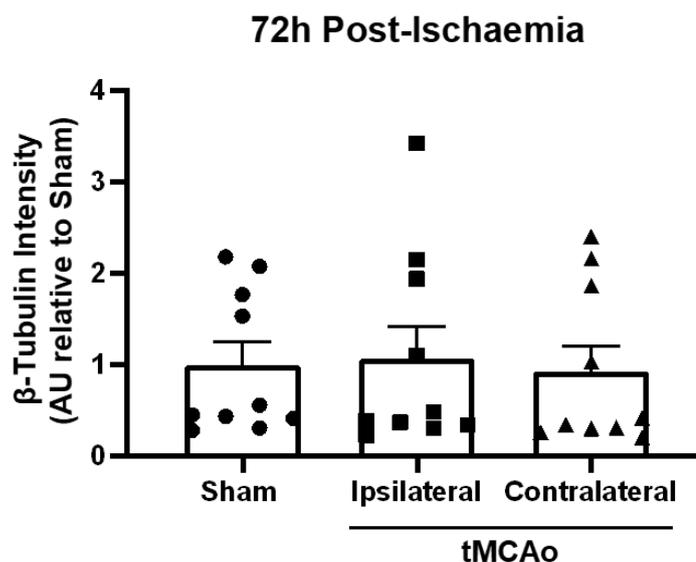 72h Post-Ischaemia
β-Tubulin Intensity
(AU relative to Sham)
4
3
2
1
0
Sham
Ipsilateral
Contralateral
tMCAo